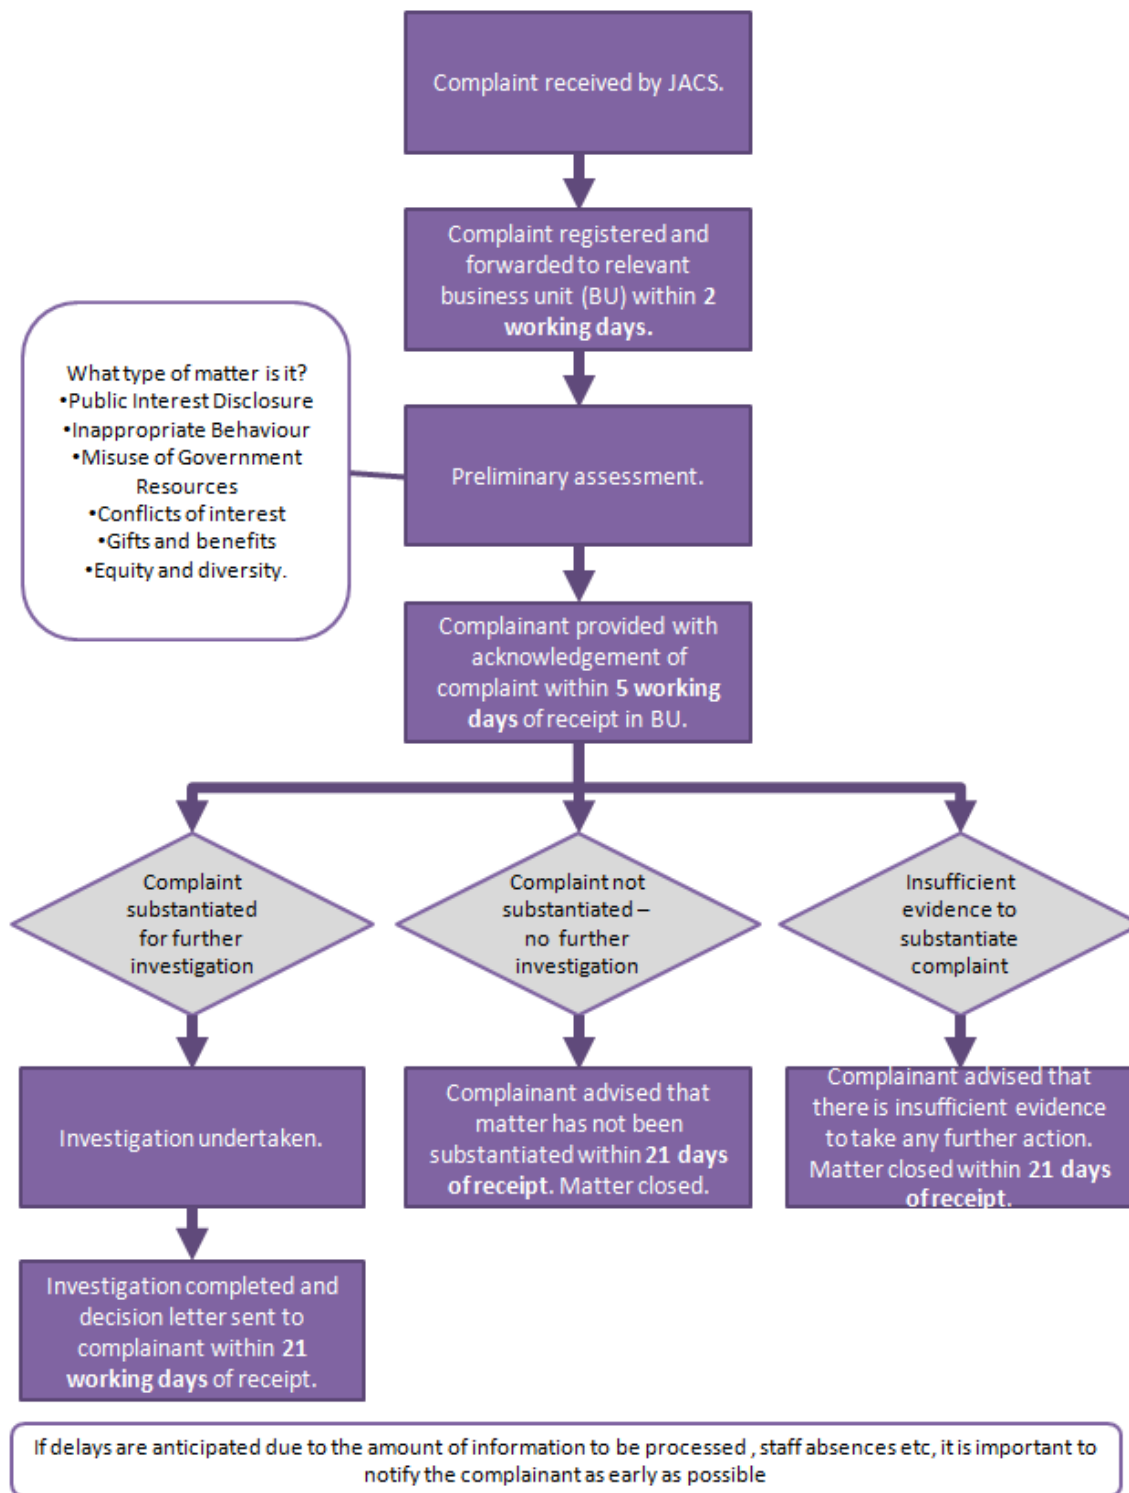 Complaint received by JACS.
Complaint registered and
forwarded to relevant
business unit (BU) within 2
working days.
What type of matter is it?
•Public Interest Disclosure
•Inappropriate Behaviour
•Misuse of Government
Resources
•Conflicts of interest
•Gifts and benefits
•Equity and diversity.
Preliminary assessment.
Complainant provided with
acknowledgement of
complaint within 5 working
days of receipt in BU.
Complaint
substantiated
for further
investigation
Complaint not
substantiated –
no further
investigation
Insufficient
evidence to
substantiate
complaint
Investigation undertaken.
Complainant advised that
matter has not been
substantiated within 21 days
of receipt. Matter closed.
Complainant advised that
there is insufficient evidence
to take any further action.
Matter closed within 21 days
of receipt.
Investigation completed and
decision letter sent to
complainant within 21
working days of receipt.
If delays are anticipated due to the amount of information to be processed , staff absences etc, it is important to
notify the complainant as early as possible